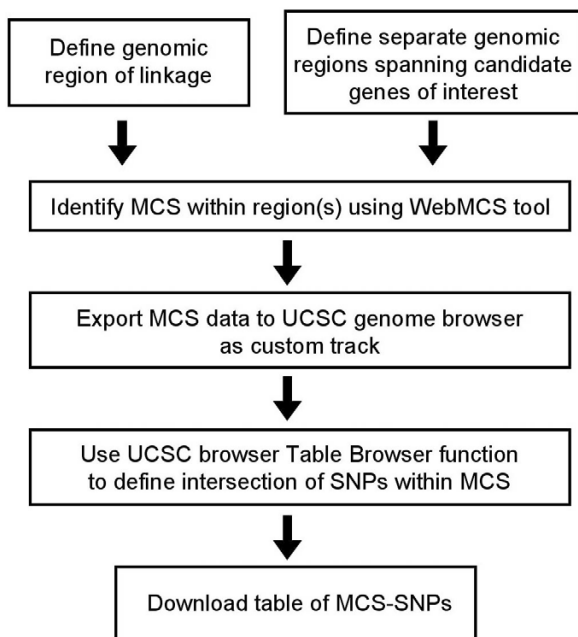 Define genomic
region of linkage
Define separate genomic
regions spanning candidate
genes of interest
Identify MCS within region(s) using WebMCS tool
Export MCS data to UCSC genome browser
as custom track
Use UCSC browser Table Browser function
to define intersection of SNPs within MCS
Download table of MCS-SNPs